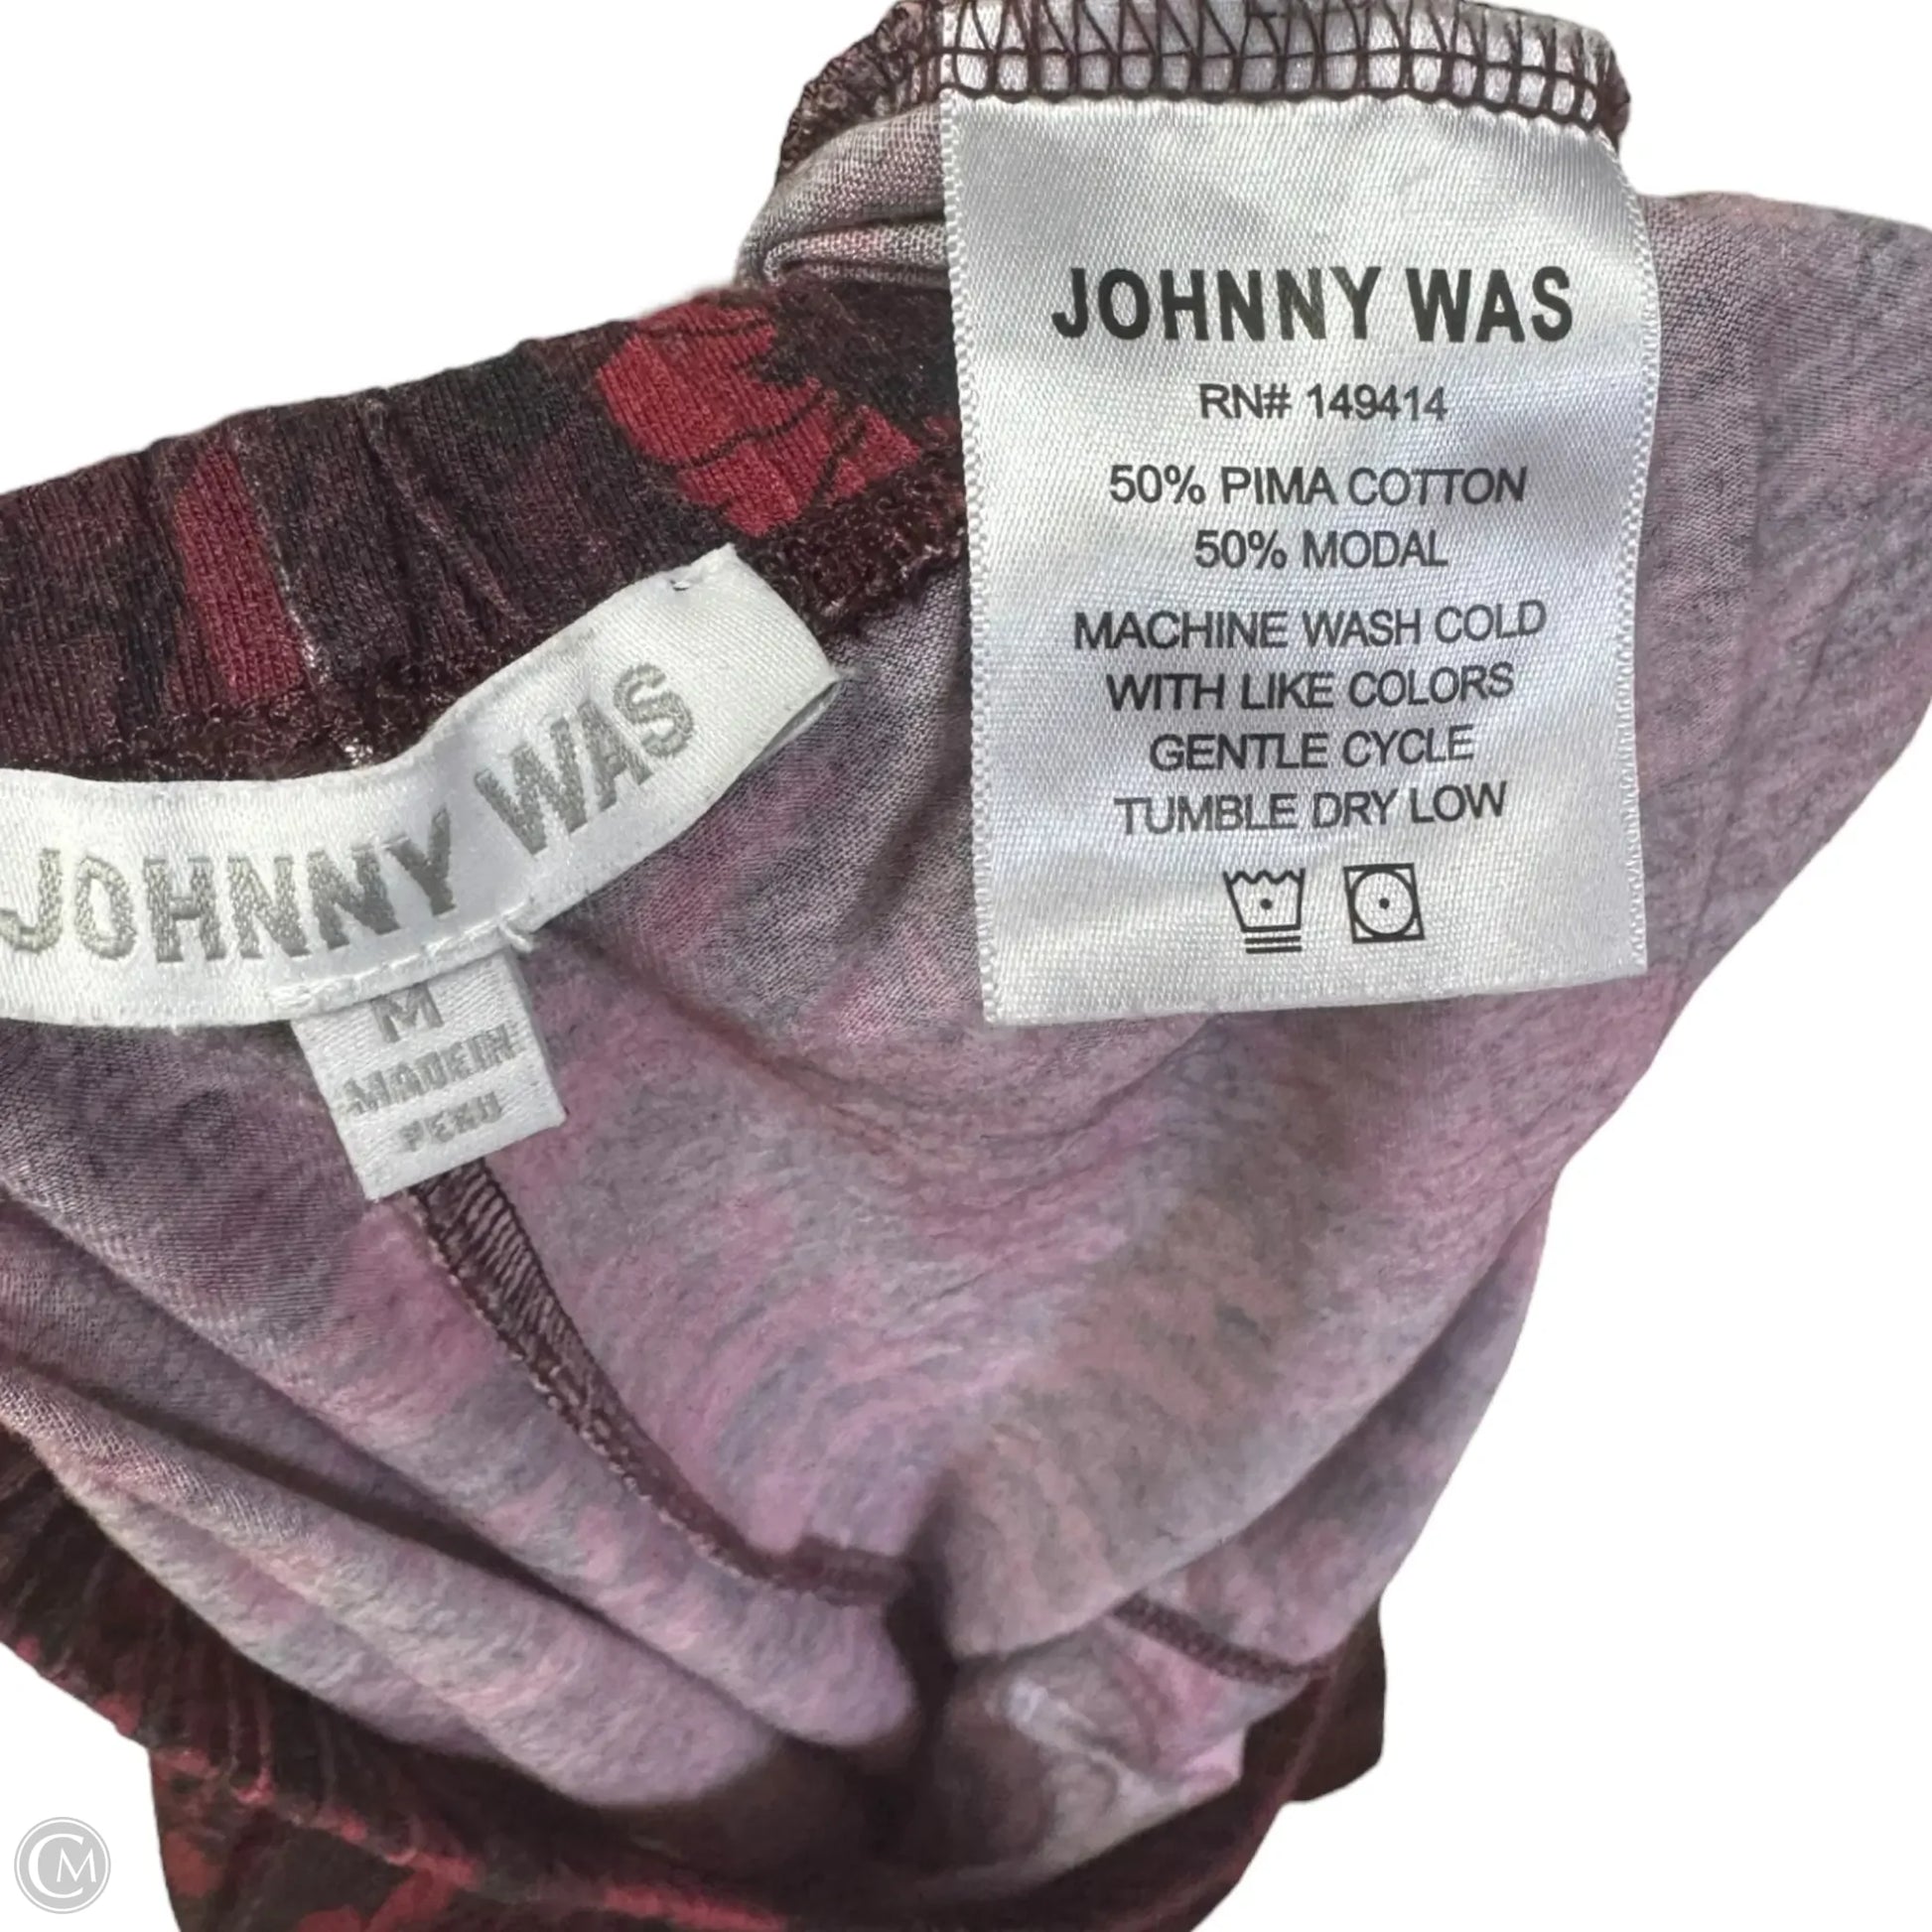 JOHNNY WAS
RN# 149414
50% PIMA COTTON
50% MODAL
MACHINE WASH COLD
WITH LIKE COLORS
GENTLE CYCLE
TUMBLE DRY LOW
JOHNNY WAS
M
MADE IN
PERU
CM